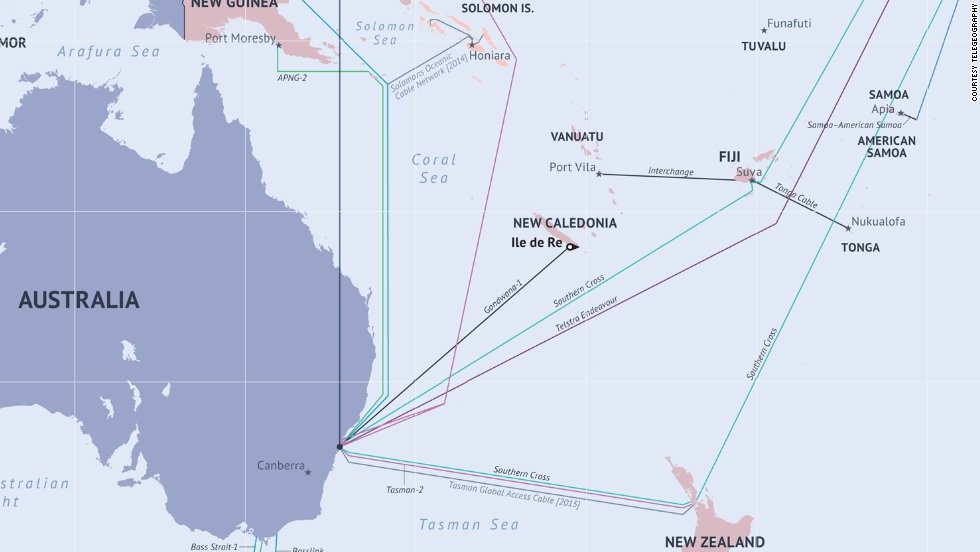 NEW GUINEA
SOLOMON IS.
COURTESY TELEGEOGRAPHY
MOR
Arafura Sea
Port Moresby
Solomon
Sea
Honiara
Funafuti
TUVALU
APNG-2
Solomons Oceanic
Cable Network [2014]
SAMOA
Apia
Samoa–American Samoa
AMERICAN
SAMOA
Coral
Sea
VANUATU
Port Vila
Interchange
FIJI
Suva
Tonga Cable
Nukualofa
TONGA
NEW CALEDONIA
Ile de Re
AUSTRALIA
Gondwana-1
Southern Cross
Telstra Endeavour
Southern Cross
Canberra
stralian
ht
Southern Cross
Tasman-2
Tasman Global Access Cable [2015]
Tasman Sea
NEW ZEALAND
Bass Strait-1
Basslink